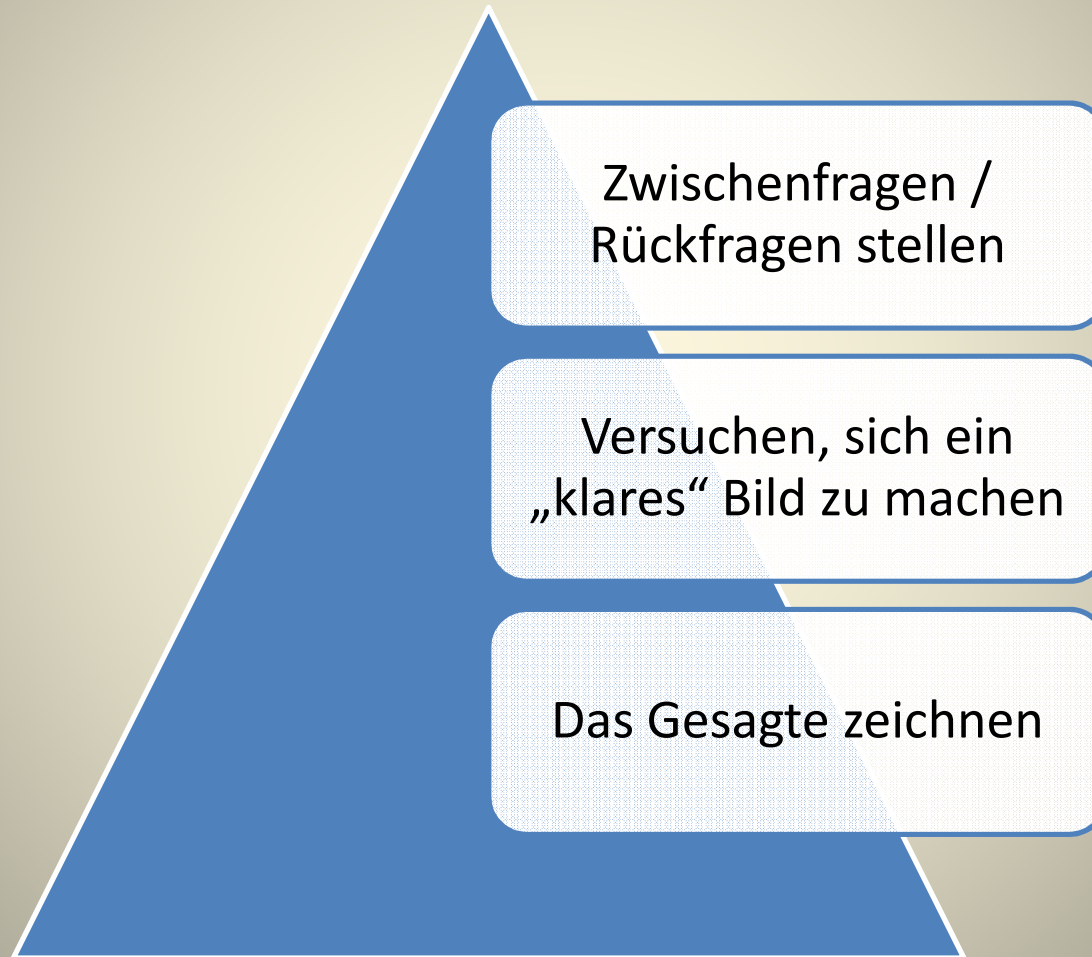 Zwischenfragen /
Rückfragen stellen
Versuchen, sich ein
„klares“ Bild zu machen
Das Gesagte zeichnen